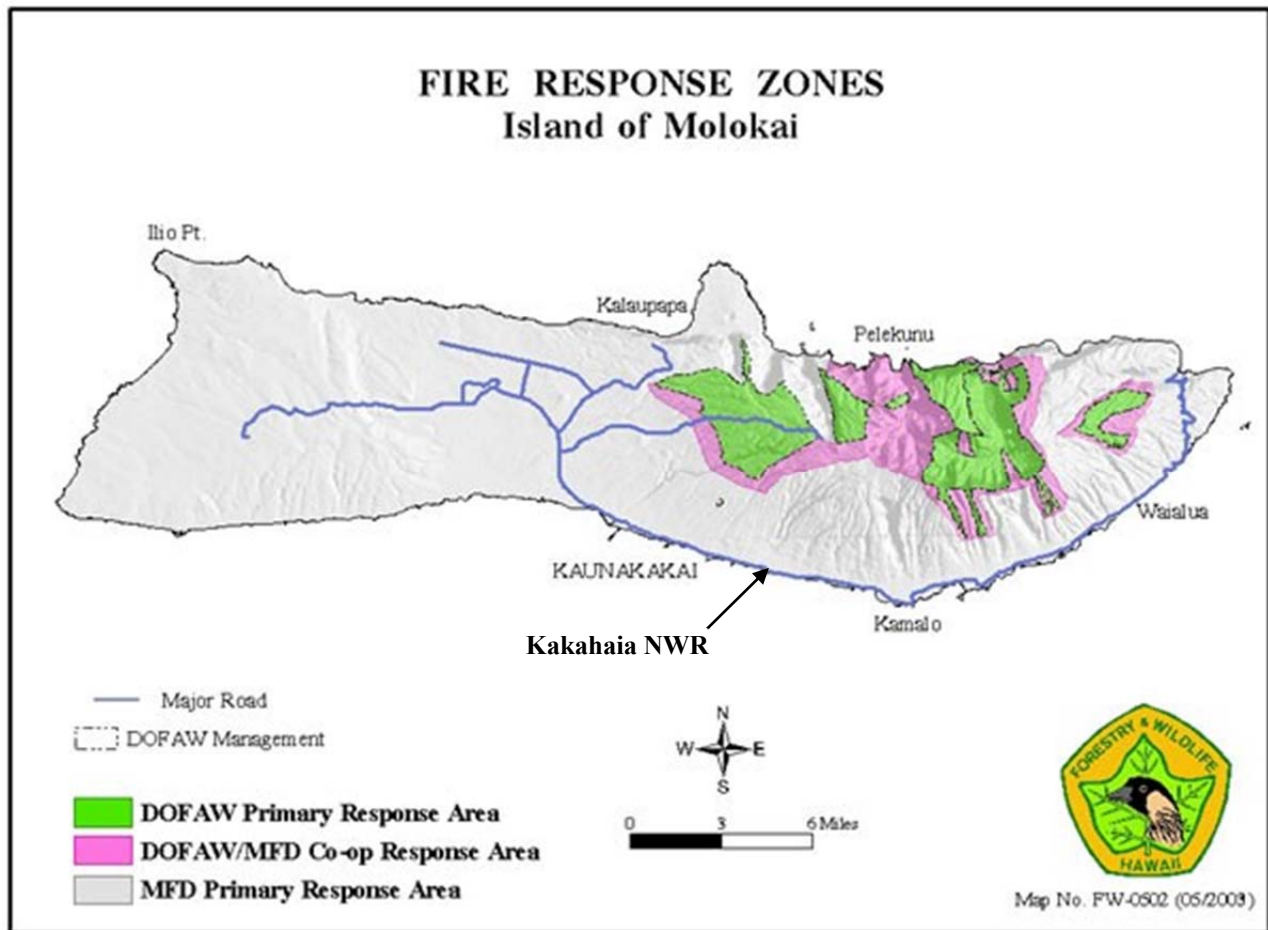 FIRE RESPONSE ZONES
Island of Molokai
Ilio Pt.
Kalaupapa
Pelekunu
Waialua
KAUNAKAKAI
Kamalo
Kakahaia NWR
Major Road
DOFAW Management
N
W E
S
0 3 6 Miles
DOFAW Primary Response Area
DOFAW/MFD Co-op Response Area
MFD Primary Response Area
FORESTRY & WILDLIFE
HAWAII
Map No. FW-0502 (05/2003)